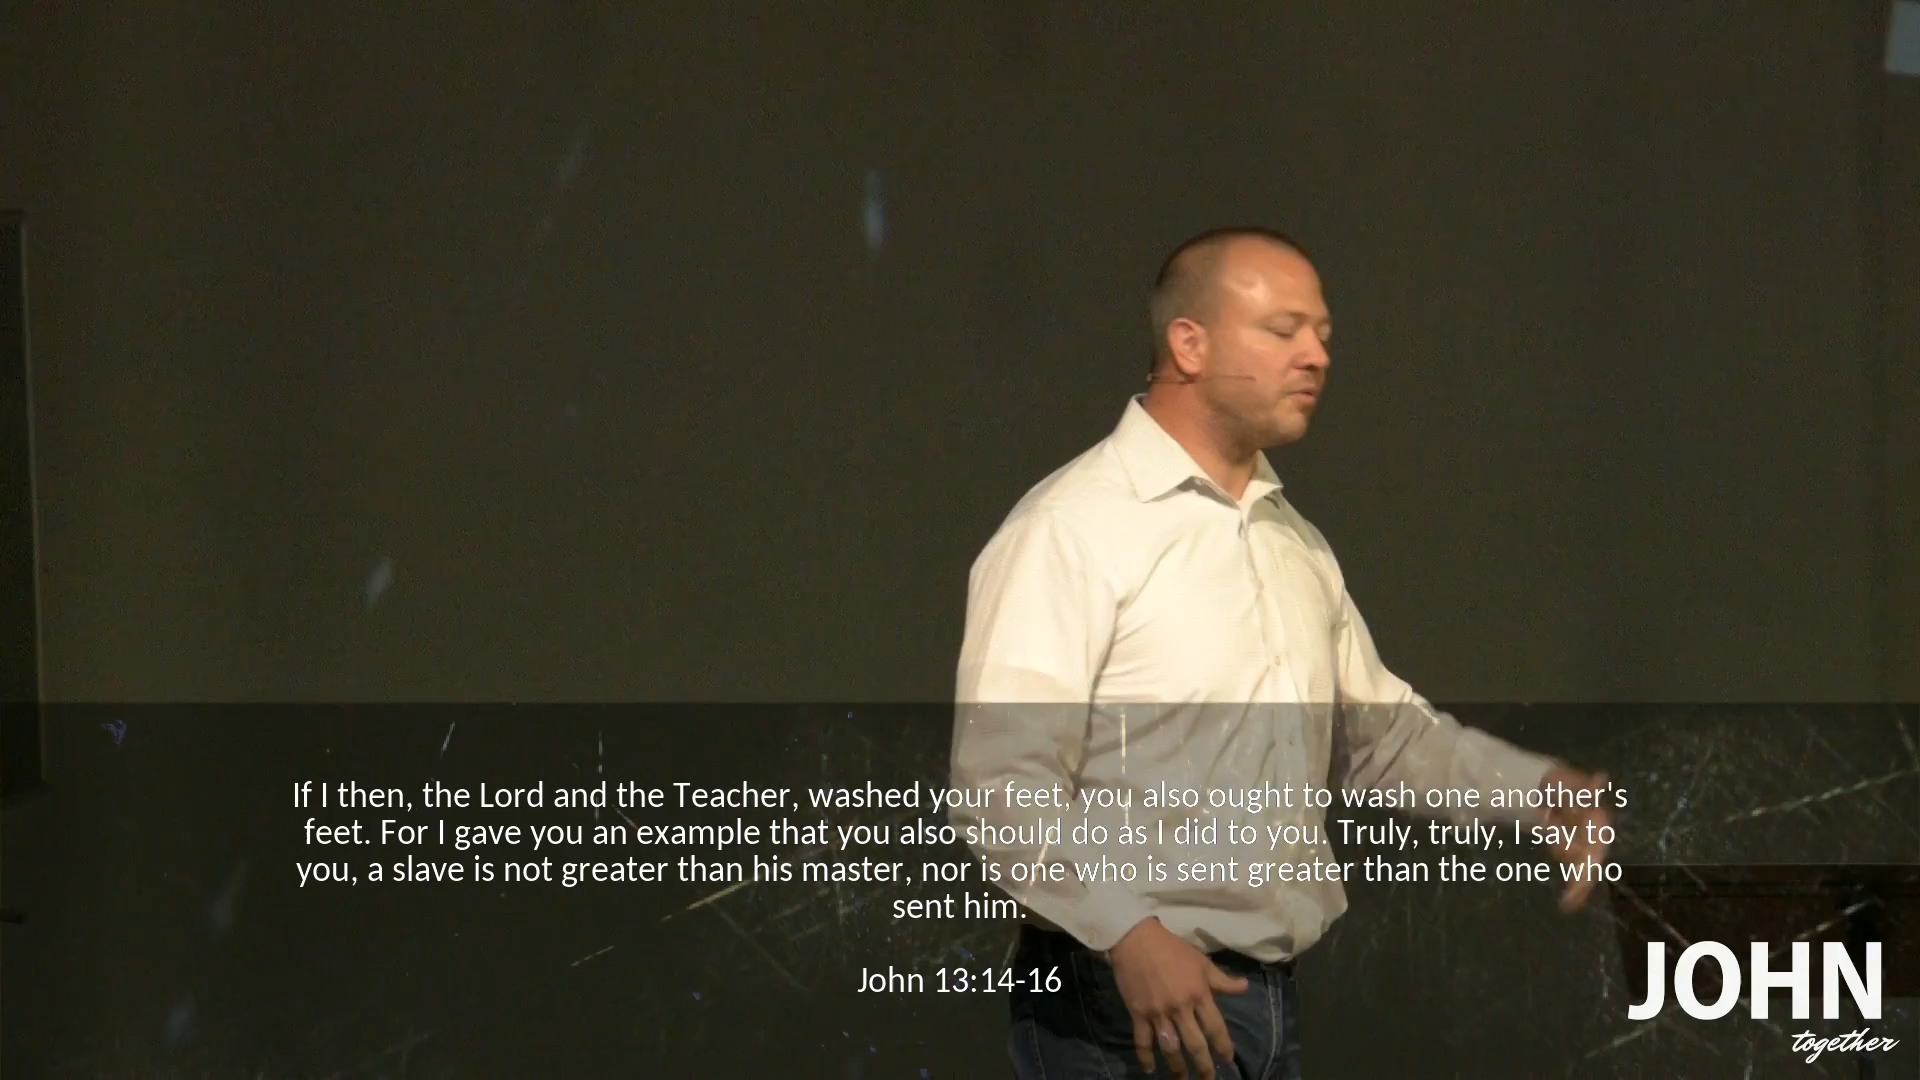 If I then, the Lord and the Teacher, washed your feet, you also ought to wash one another's
feet. For I gave you an example that you also should do as I did to you. Truly, truly, I say to
you, a slave is not greater than his master, nor is one who is sent greater than the one who
sent him.
John 13:14-16
JOHN
together